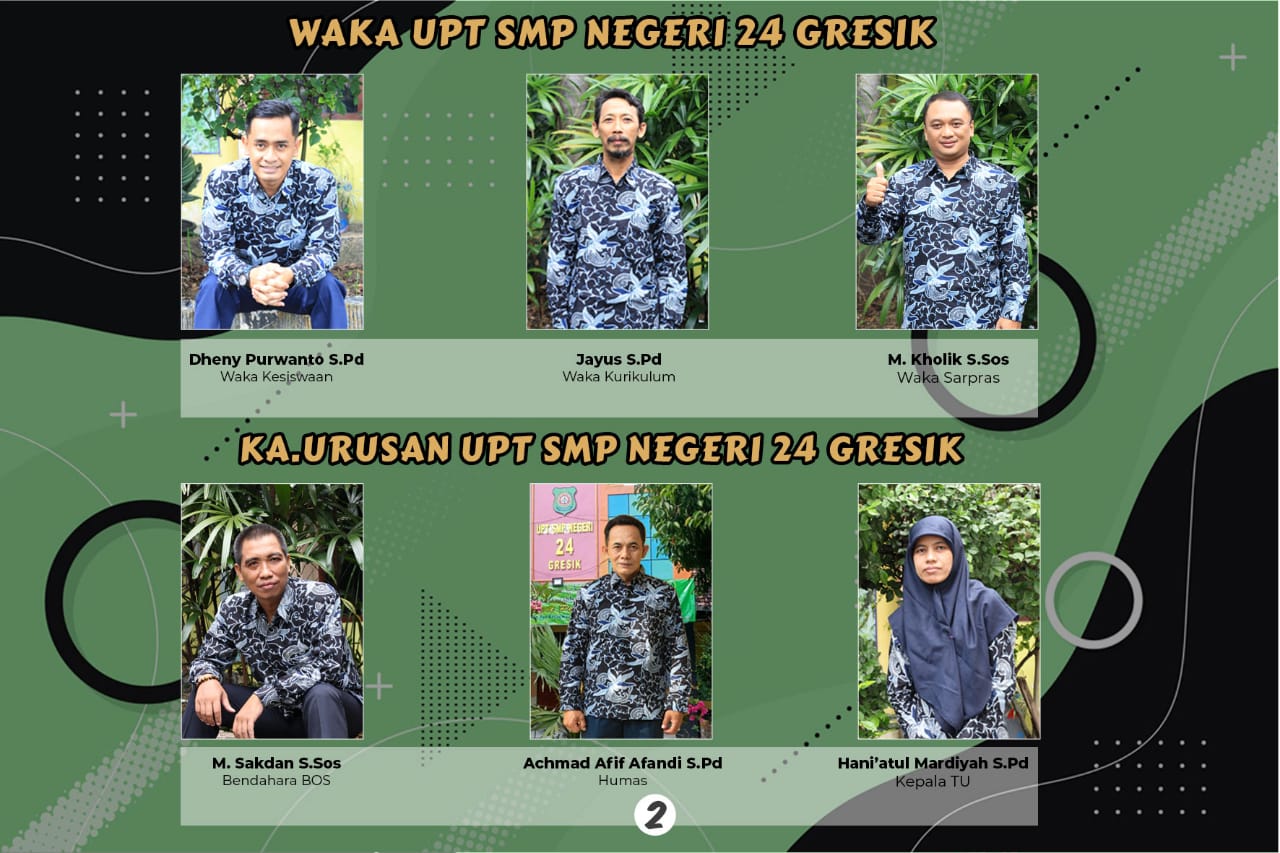 WAKA UPT SMP NEGERI 24 GRESIK
Dheny Purwanto S.Pd
Waka Kesiswaan
Jayus S.Pd
Waka Kurikulum
M. Kholik S.Sos
Waka Sarpras
KA.URUSAN UPT SMP NEGERI 24 GRESIK
UPT SMP NEGERI
24
GRESIK
M. Sakdan S.Sos
Bendahara BOS
Achmad Afif Afandi S.Pd
Humas
Hani’atul Mardiyah S.Pd
Kepala TU
2